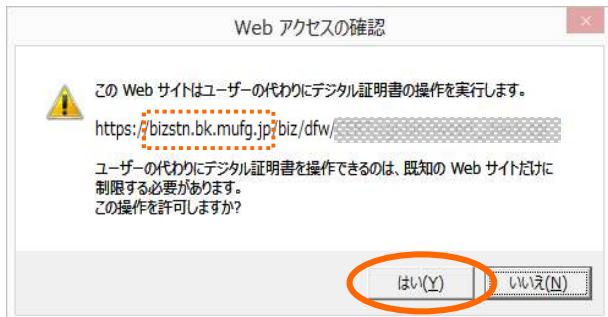 Web アクセスの確認
この Web サイトはユーザーの代わりにデジタル証明書の操作を実行します。
https://bizstn.bk.mufg.jp/biz/dfw/
ユーザーの代わりにデジタル証明書を操作できるのは、既知の Web サイトだけに
制限する必要があります。
この操作を許可しますか?
はい(Y) いいえ(N)